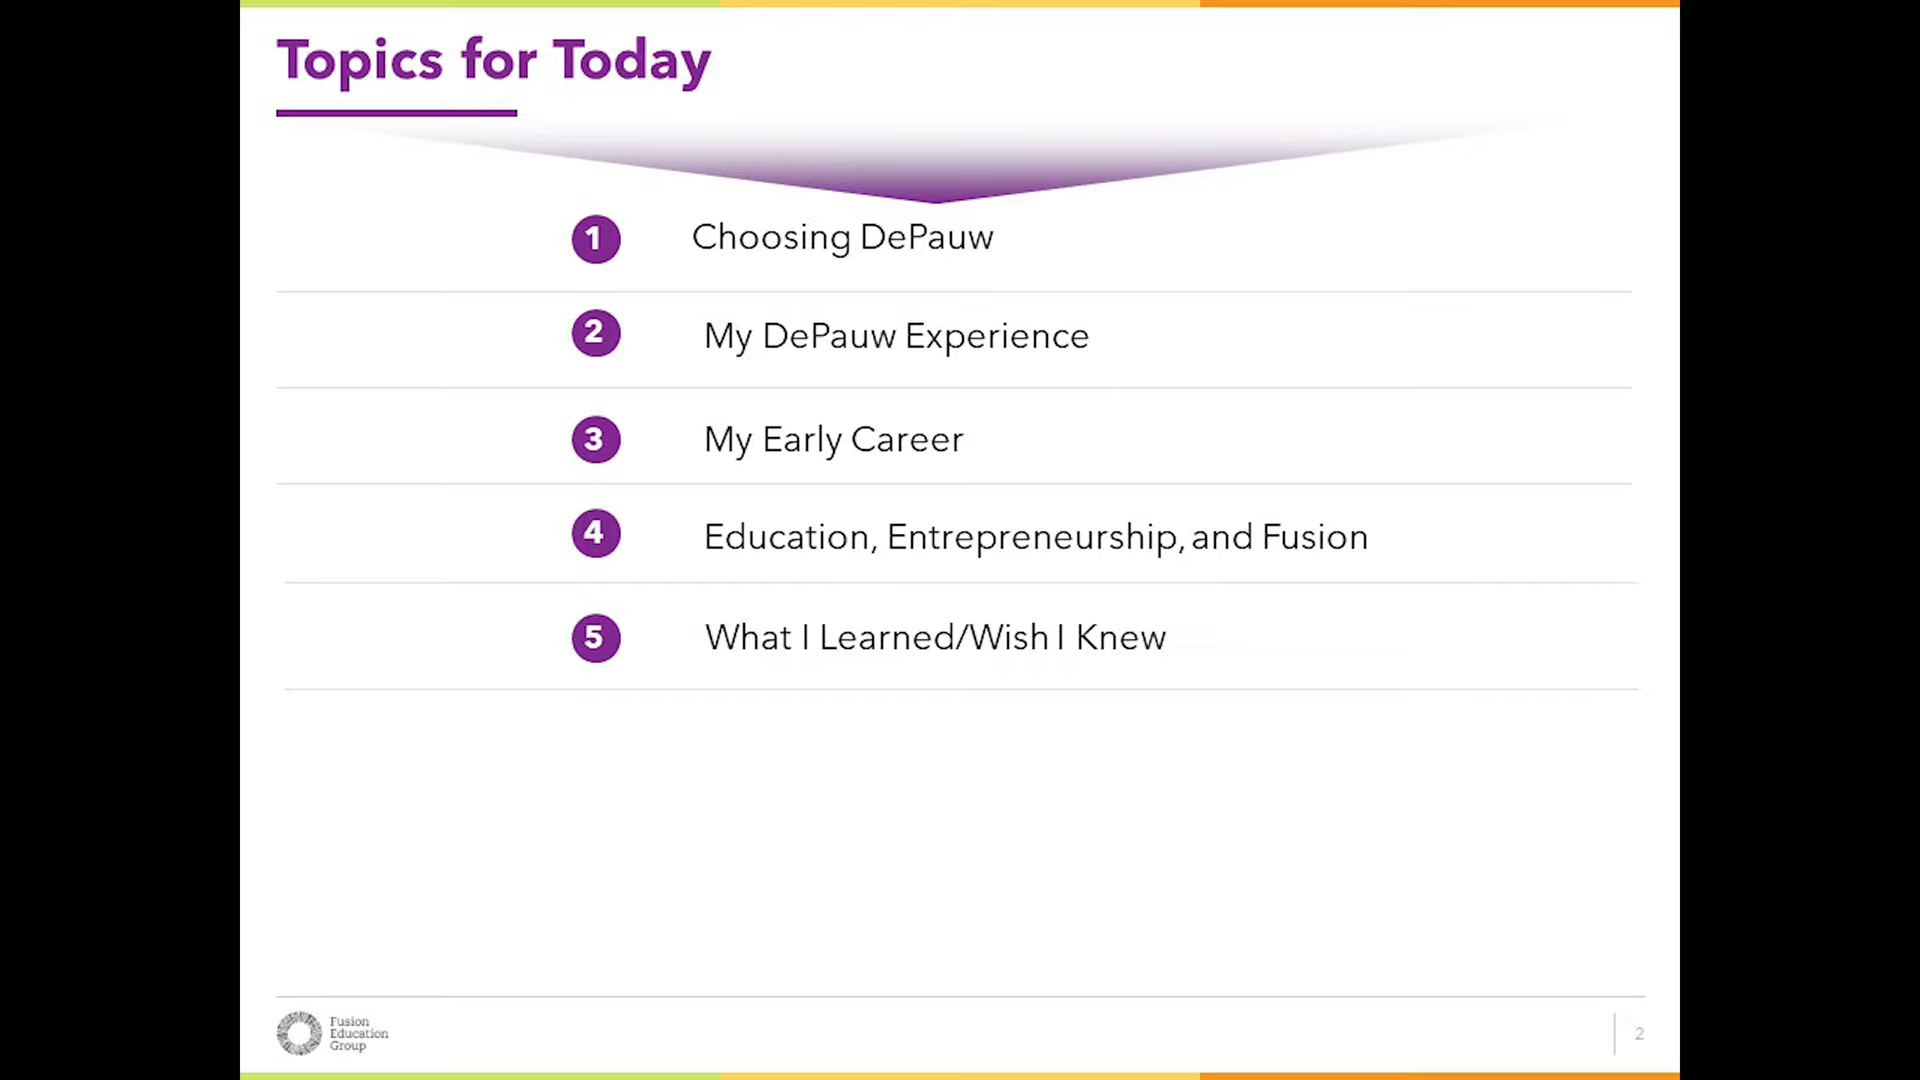 Topics for Today
1 Choosing DePauw
2 My DePauw Experience
3 My Early Career
4 Education, Entrepreneurship, and Fusion
5 What I Learned/Wish I Knew
Fusion
Education
Group
2